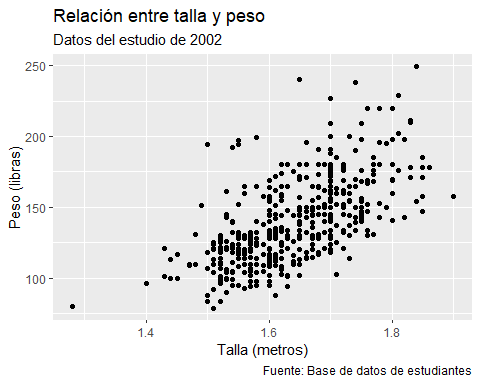 Relación entre talla y peso
Datos del estudio de 2002
250
200
150
100
Peso (libras)
1.4
1.6
1.8
Talla (metros)
Fuente: Base de datos de estudiantes